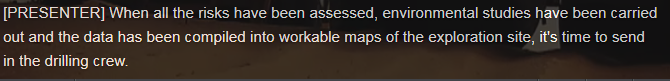 [PRESENTER] When all the risks have been assessed, environmental studies have been carried
out and the data has been compiled into workable maps of the exploration site, it's time to send
in the drilling crew.